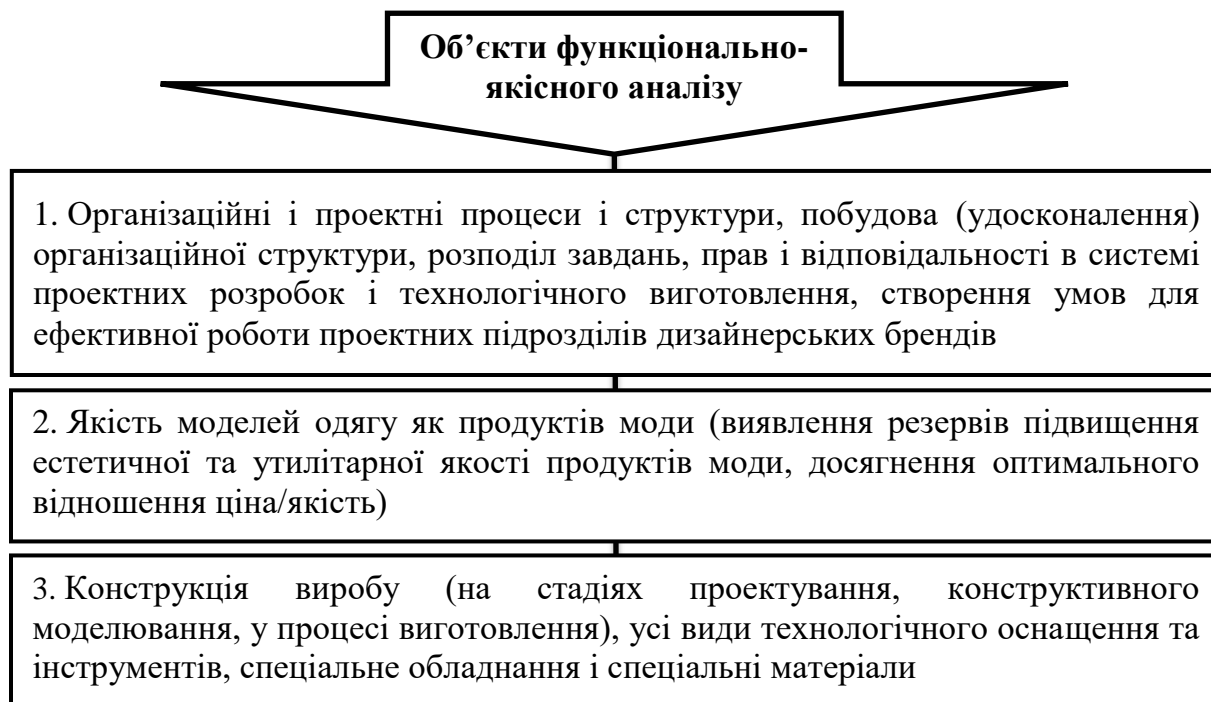 Об’єкти функціонально-
якісного аналізу
1. Організаційні і проектні процеси і структури, побудова (удосконалення)
організаційної структури, розподіл завдань, прав і відповідальності в системі
проектних розробок і технологічного виготовлення, створення умов для
ефективної роботи проектних підрозділів дизайнерських брендів
2. Якість моделей одягу як продуктів моди (виявлення резервів підвищення
естетичної та утилітарної якості продуктів моди, досягнення оптимального
відношення ціна/якість)
3. Конструкція виробу (на стадіях проектування, конструктивного
моделювання, у процесі виготовлення), усі види технологічного оснащення та
інструментів, спеціальне обладнання і спеціальні матеріали